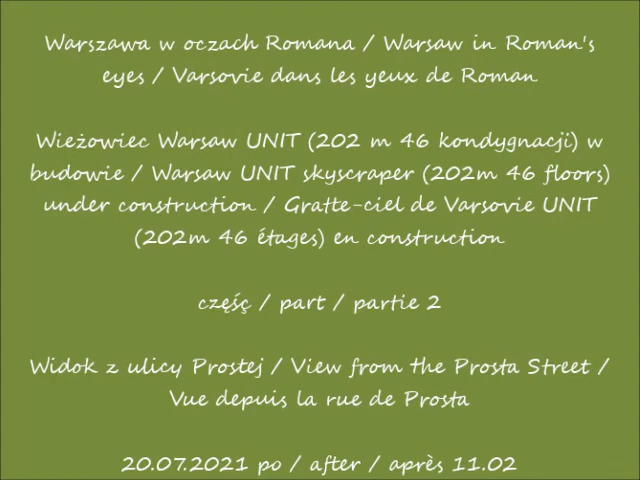 Warszawa w oczach Romana / Warsaw in Roman's
eyes / Varsovie dans les yeux de Roman
Wieżowiec Warsaw UNIT (202 m 46 kondygnacji) w
budowie / Warsaw UNIT skyscraper (202m 46 floors)
under construction / Gratte-ciel de Varsovie UNIT
(202m 46 étages) en construction
częśç / part / partie 2
Widok z ulicy Prostej / View from the Prosta Street /
Vue depuis la rue de Prosta
20.07.2021 po / after / après 11.02